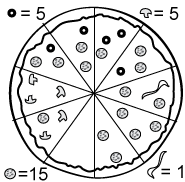 = 5
= 5
= 15
= 1